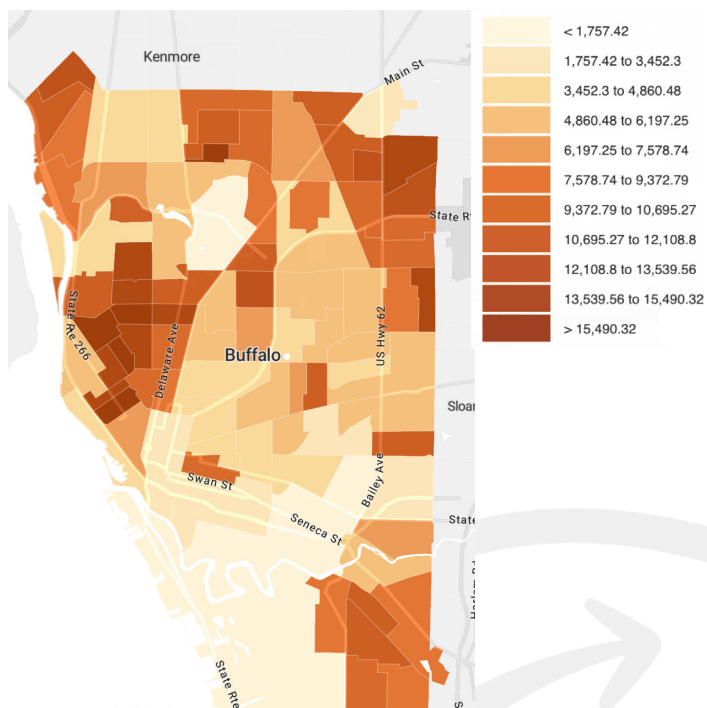 Kenmore
Main St
State R
State Rte 266
Delaware Ave
US Hwy 62
Buffalo
Sloan
Swan St
Bailey Ave
Seneca St
State
Harlem Rd
State Rte
S
< 1,757.42
1,757.42 to 3,452.3
3,452.3 to 4,860.48
4,860.48 to 6,197.25
6,197.25 to 7,578.74
7,578.74 to 9,372.79
9,372.79 to 10,695.27
10,695.27 to 12,108.8
12,108.8 to 13,539.56
13,539.56 to 15,490.32
> 15,490.32